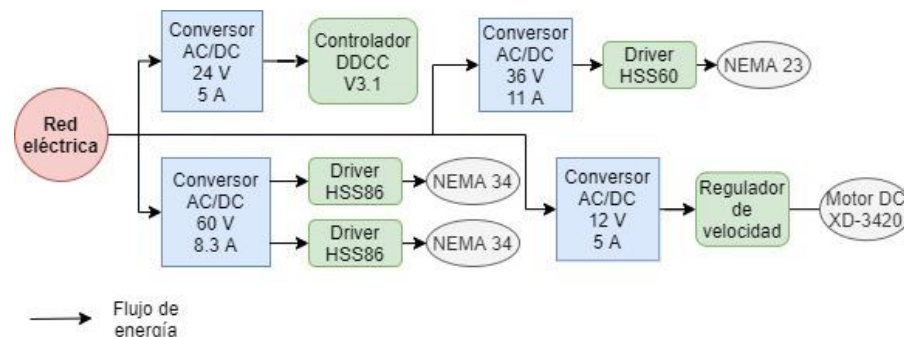 Red
eléctrica
Conversor
AC/DC
24 V
5 A
Controlador
DDCC
V3.1
Conversor
AC/DC
36 V
11 A
Driver
HSS60
NEMA 23
Conversor
AC/DC
60 V
8.3 A
Driver
HSS86
NEMA 34
Driver
HSS86
NEMA 34
Conversor
AC/DC
12 V
5 A
Regulador
de
velocidad
Motor DC
XD-3420
Flujo de
energía